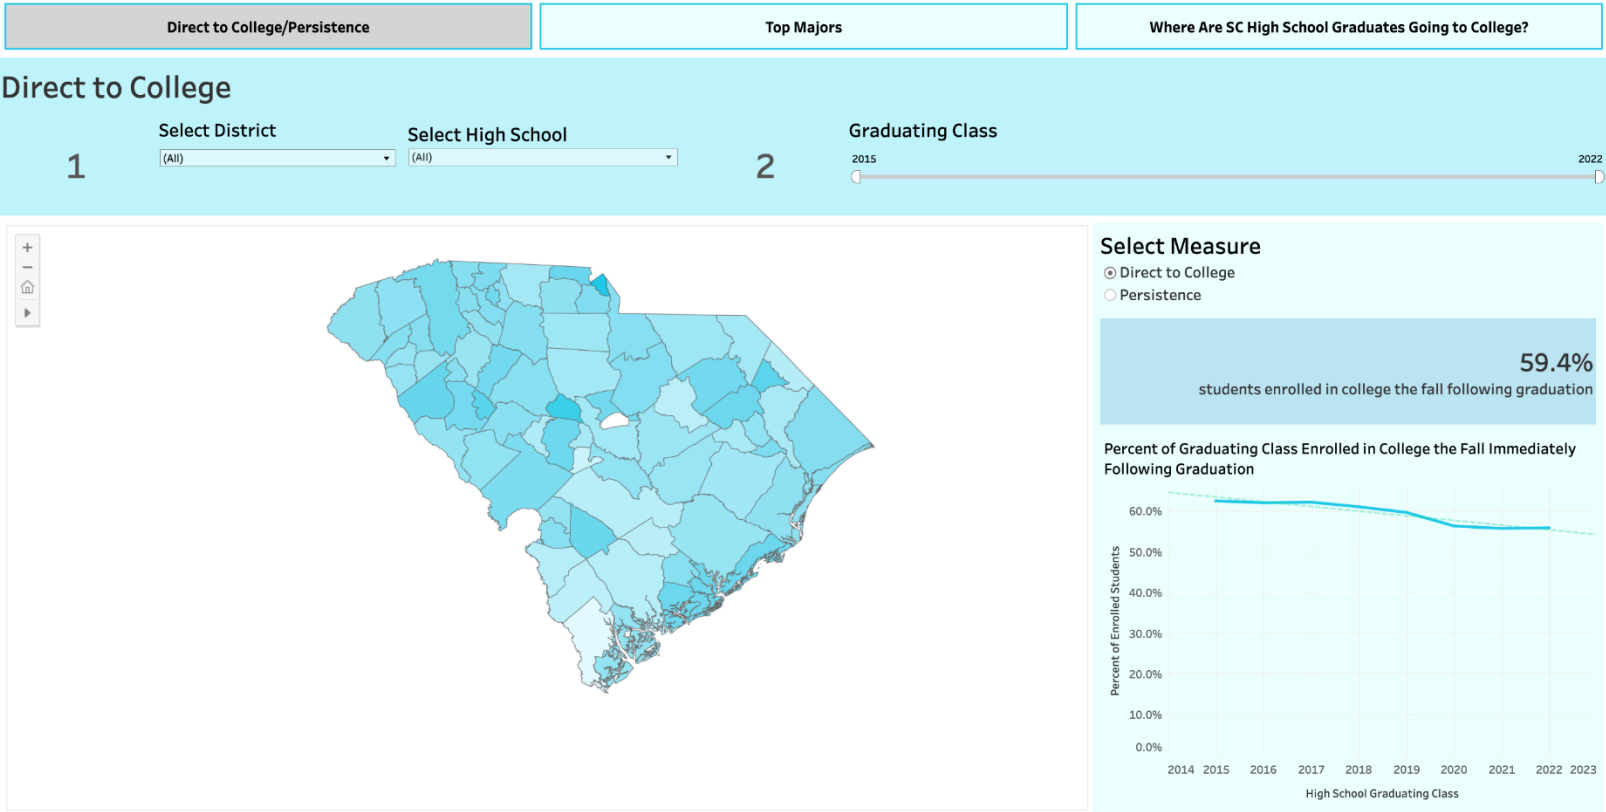 Direct to College/Persistence
Top Majors
Where Are SC High School Graduates Going to College?
Direct to College
1
Select District
(All)
Select High School
(All)
2
Graduating Class
2015
2022
+
−
Select Measure
Direct to College
Persistence
59.4%
students enrolled in college the fall following graduation
Percent of Graduating Class Enrolled in College the Fall Immediately
Following Graduation
Percent of Enrolled Students
60.0%
50.0%
40.0%
30.0%
20.0%
10.0%
0.0%
2014 2015 2016 2017 2018 2019 2020 2021 2022 2023
High School Graduating Class